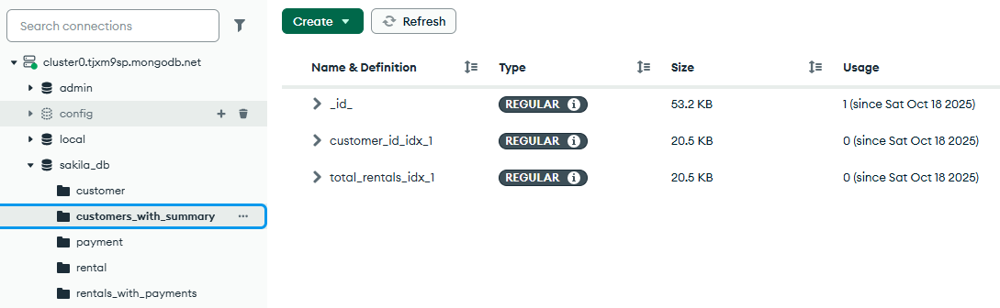 Search connections
cluster0.tjxm9sp.mongodb.net
admin
config
local
sakila_db
customer
customers_with_summary
payment
rental
rentals_with_payments
Create Refresh
Name & Definition Type Size Usage
_id_ REGULAR 53.2 KB 1 (since Sat Oct 18 2025)
customer_id_idx_1 REGULAR 20.5 KB 0 (since Sat Oct 18 2025)
total_rentals_idx_1 REGULAR 20.5 KB 0 (since Sat Oct 18 2025)